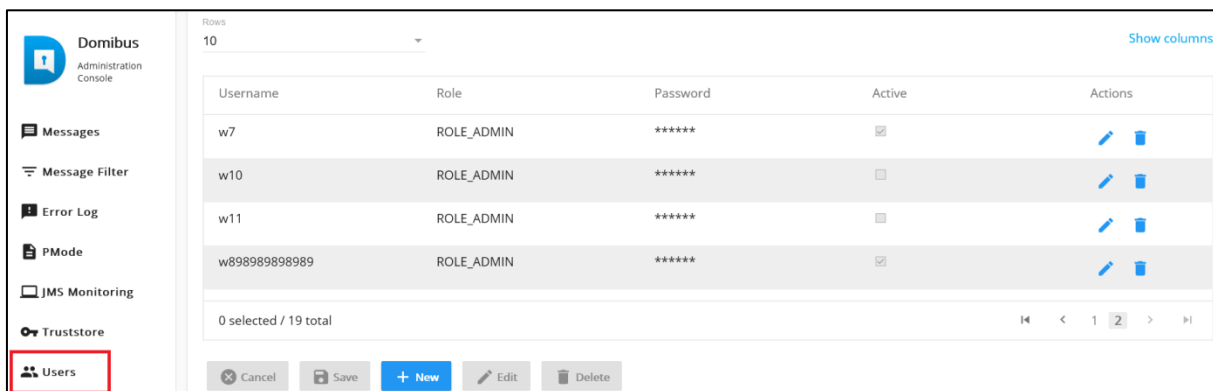 Domibus
Administration
Console
Messages
Message Filter
Error Log
PMode
JMS Monitoring
Truststore
Users
Rows
10
Show columns
Username Role Password Active Actions
w7 ROLE_ADMIN ******
w10 ROLE_ADMIN ******
w11 ROLE_ADMIN ******
w898989898989 ROLE_ADMIN ******
0 selected / 19 total 1 2
Cancel Save + New Edit Delete